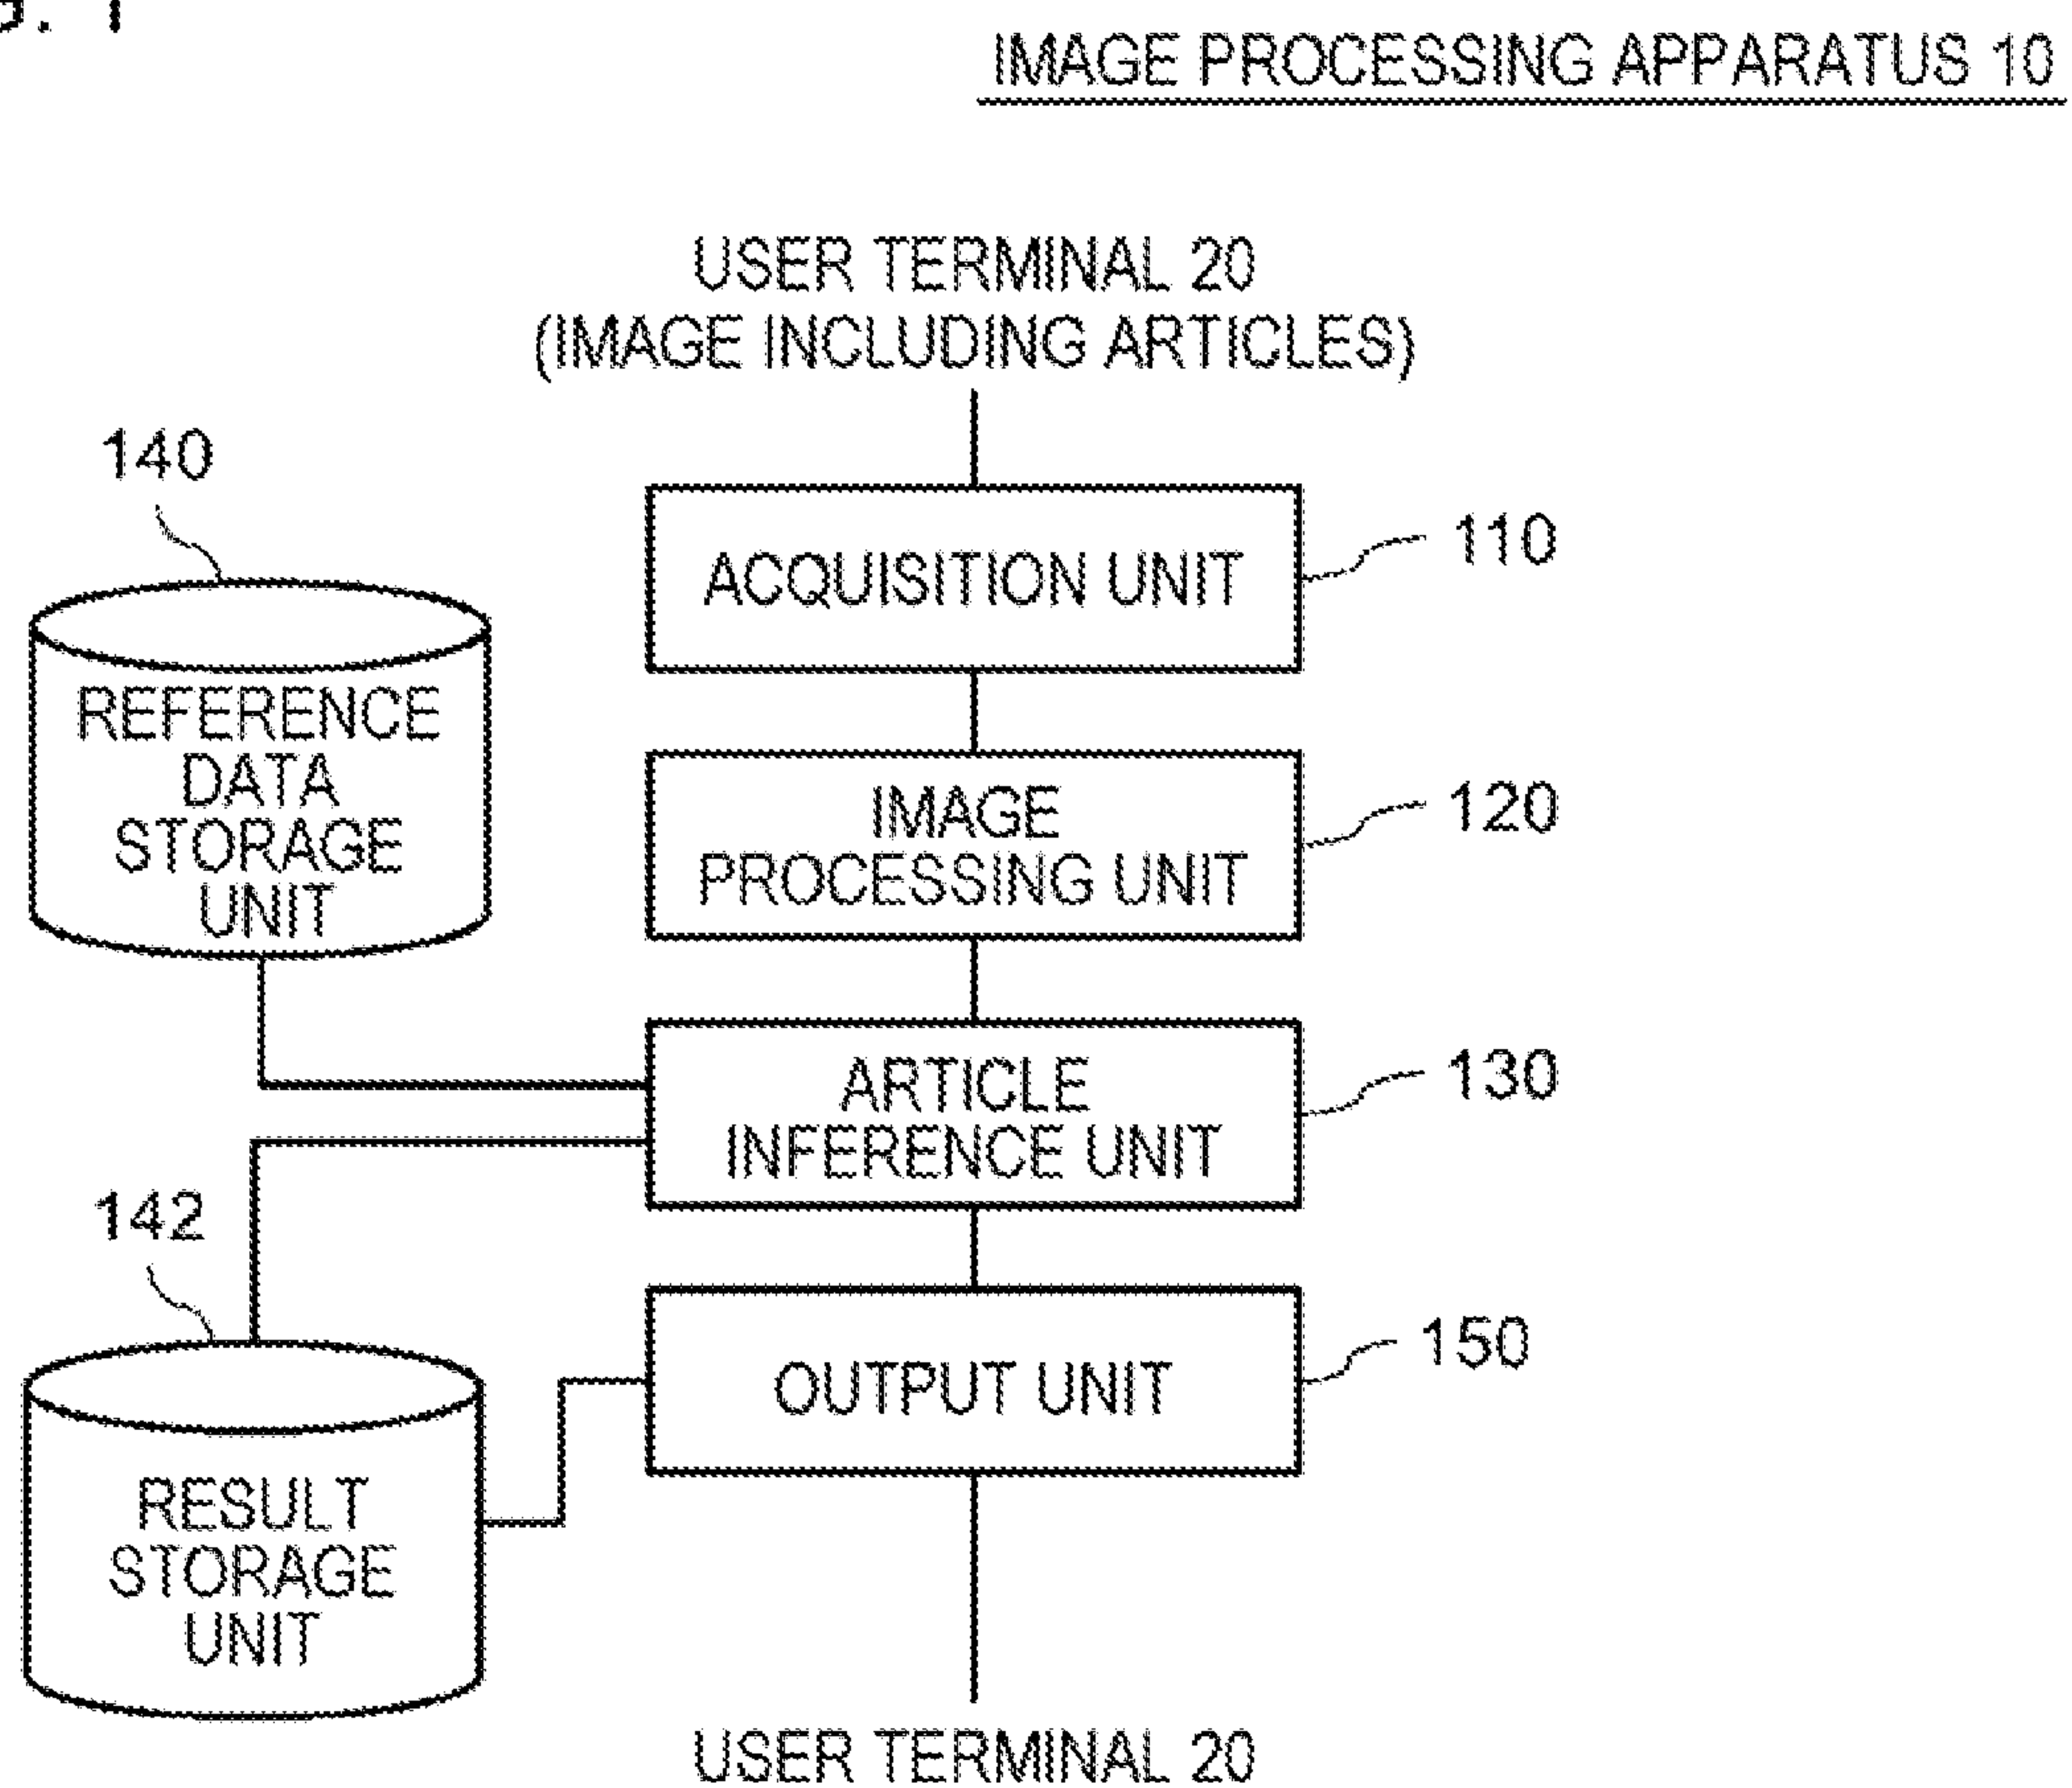 IMAGE PROCESSING APPARATUS 10
USER TERMINAL 20
(IMAGE INCLUDING ARTICLES)
140
110
ACQUISITION UNIT
REFERENCE
DATA
STORAGE
UNIT
120
IMAGE
PROCESSING UNIT
130
ARTICLE
INFERENCE UNIT
142
150
OUTPUT UNIT
RESULT
STORAGE
UNIT
USER TERMINAL 20